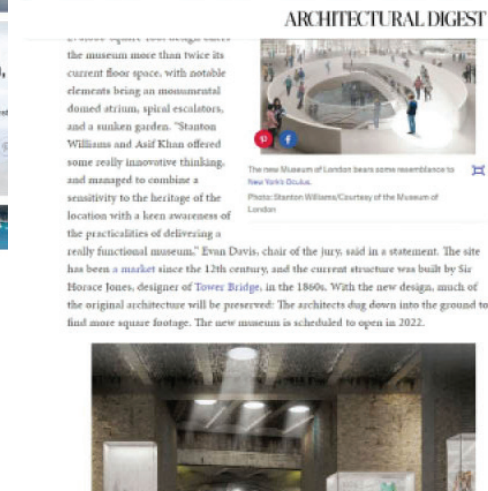 ARCHITECTURAL DIGEST
the museum more than twice its
current floor space, with notable
elements being an monumental
domed atrium, spiral escalators,
and a sunken garden. "Stanton
Williams and Asif Khan offered
some really innovative thinking,
and managed to combine a
sensitivity to the heritage of the
location with a keen awareness of
the practicalities of delivering a
The new Museum of London bears some resemblance to
New York's Oculus.
Photo: Stanton Williams/Courtesy of the Museum of
London
really functional museum," Evan Davis, chair of the jury, said in a statement. The site
has been a market since the 12th century, and the current structure was built by Sir
Horace Jones, designer of Tower Bridge, in the 1860s. With the new design, much of
the original architecture will be preserved: The architects dug down into the ground to
find more square footage. The new museum is scheduled to open in 2022.